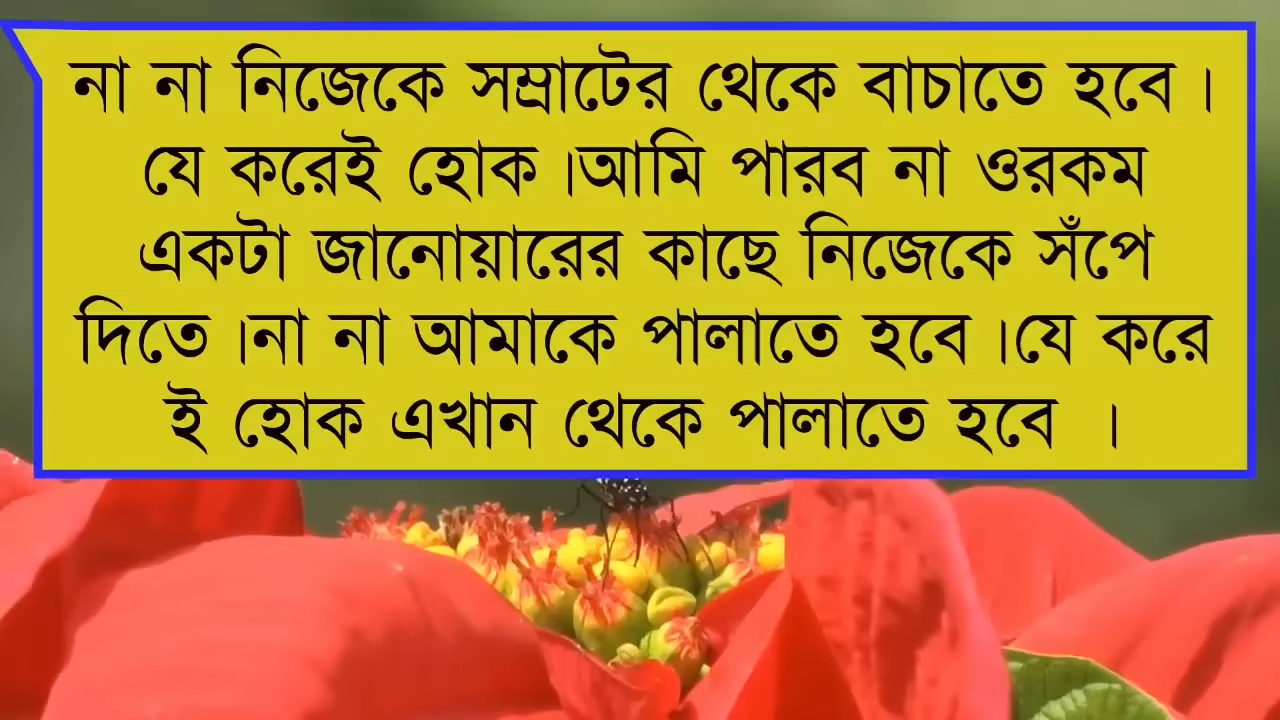 না না নিজেকে সম্রাটের থেকে বাচাতে হবে ।
যে করেই হোক ।আমি পারব না ওরকম
একটা জানোয়ারের কাছে নিজেকে সঁপে
দিতে ।না না আমাকে পালাতে হবে ।যে করে
ই হোক এখান থেকে পালাতে হবে ।